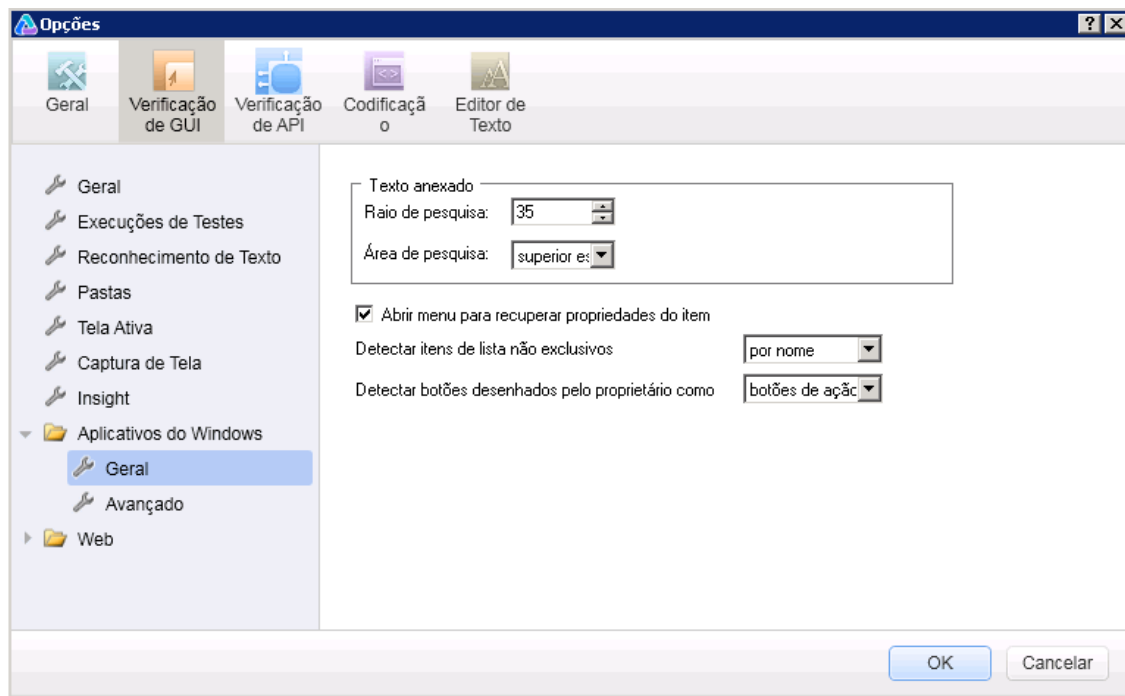 Opções
Geral
Verificação
de GUI
Verificação
de API
Codificaçã
o
Editor de
Texto
Geral
Execuções de Testes
Reconhecimento de Texto
Pastas
Tela Ativa
Captura de Tela
Insight
Aplicativos do Windows
Geral
Avançado
Web
Texto anexado
Raio de pesquisa: 35
Área de pesquisa: superior es
Abrir menu para recuperar propriedades do item
Detectar itens de lista não exclusivos por nome
Detectar botões desenhados pelo proprietário como botões de ação
OK Cancelar